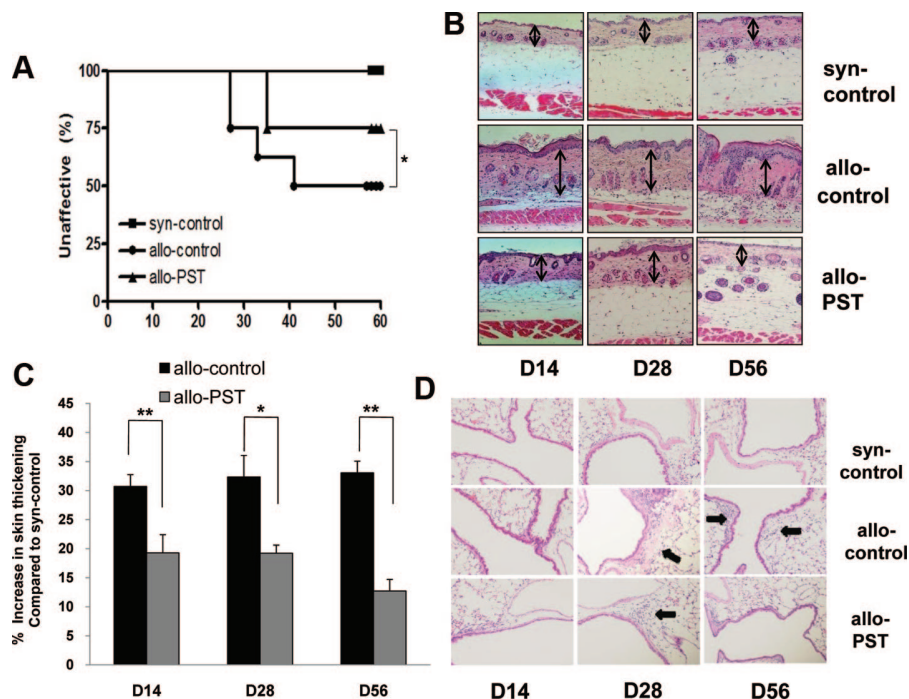 A
Unaffective (%)
100
75
50
25
0
*
syn-control
allo-control
allo-PST
0
10
20
30
40
50
60
B
syn-
control
allo-
control
allo-
PST
D14
D28
D56
C
allo-control
allo-PST
% Increase in skin thickening
Compared to syn-control
45
40
35
30
25
20
15
10
5
0
**
*
**
D14
D28
D56
D
syn-
control
allo-
control
allo-
PST
D14
D28
D56